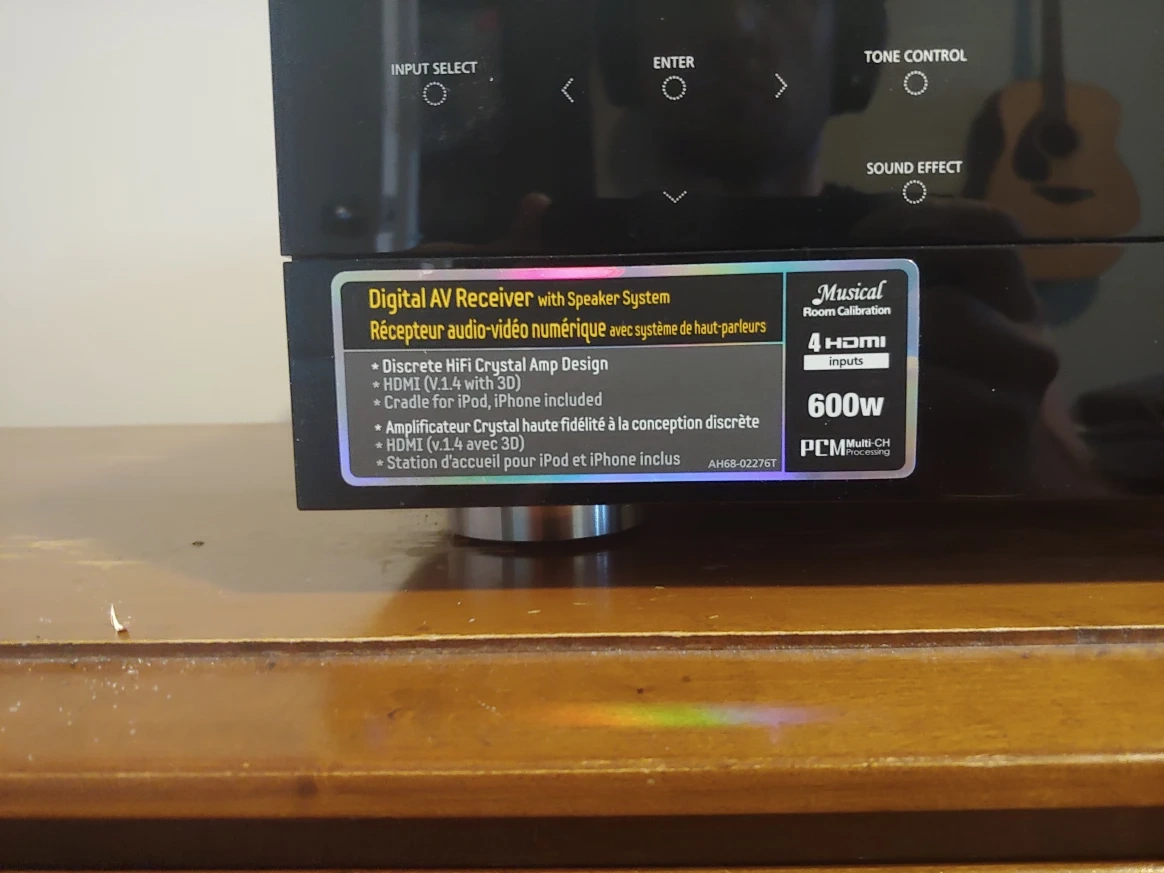 INPUT SELECT
ENTER
TONE CONTROL
SOUND EFFECT
Digital AV Receiver with Speaker System
Récepteur audio-vidéo numérique avec système de haut-parleurs
* Discrete HiFi Crystal Amp Design
* HDMI (V.1.4 with 3D)
* Cradle for iPod, iPhone included
* Amplificateur Crystal haute fidélité à la conception discrète
* HDMI (v.1.4 avec 3D)
* Station d'accueil pour iPod et iPhone inclus
AH68-02276T
Musical
Room Calibration
4 HDMI
inputs
600w
PCM Multi-CH
Processing